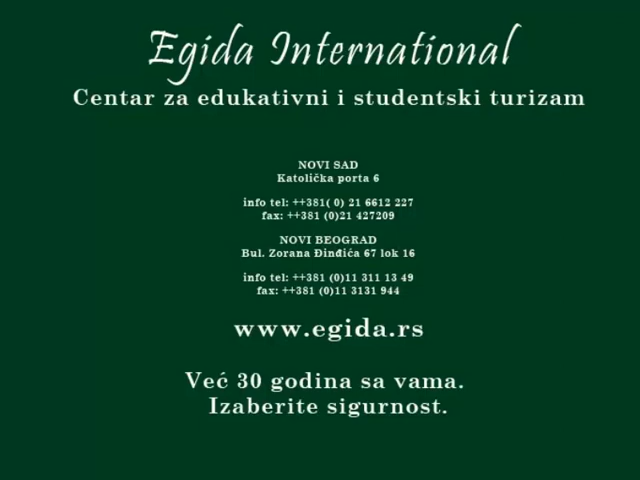 Egida International
Centar za edukativni i studentski turizam
NOVI SAD
Katolička porta 6
info tel: ++381( 0) 21 6612 227
fax: ++381 (0)21 427209
NOVI BEOGRAD
Bul. Zorana Đinđića 67 lok 16
info tel: ++381 (0)11 311 13 49
fax: ++381 (0)11 3131 944
www.egida.rs
Već 30 godina sa vama.
Izaberite sigurnost.